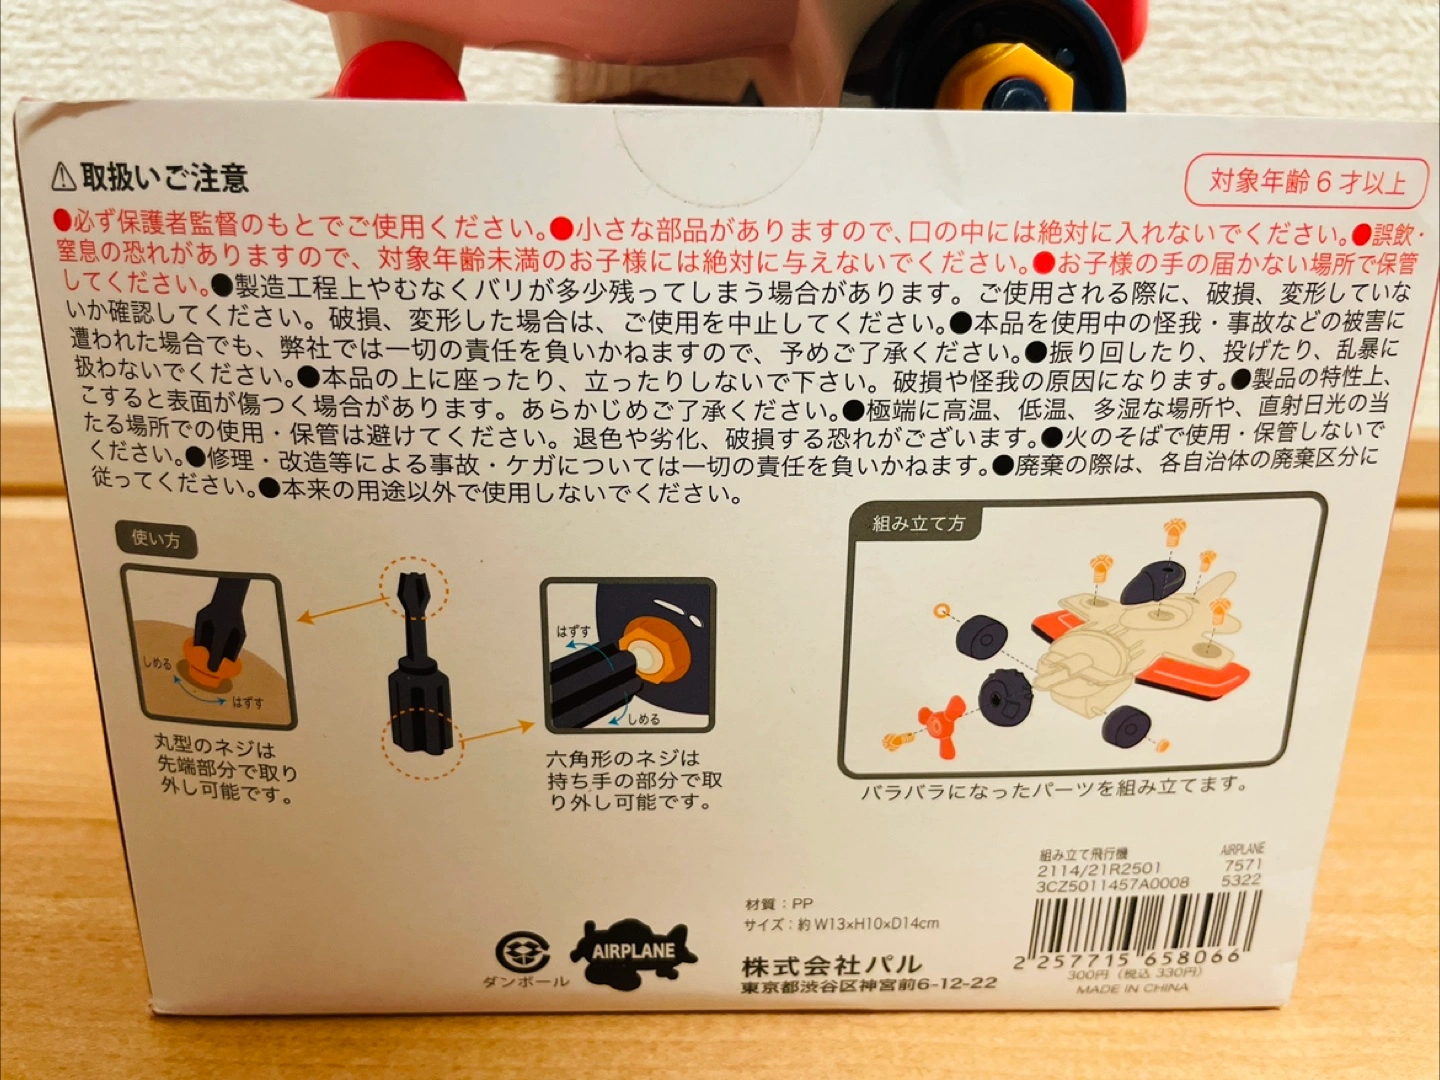 ⚠取扱いご注意
対象年齢6才以上
●必ず保護者監督のもとでご使用ください。●小さな部品がありますので、口の中には絶対に入れないでください。●誤飲・
窒息の恐れがありますので、対象年齢未満のお子様には絶対に与えないでください。●お子様の手の届かない場所で保管
してください。●製造工程上やむなくバリが多少残ってしまう場合があります。ご使用される際に、破損、変形していな
いか確認してください。破損、変形した場合は、ご使用を中止してください。●本品を使用中の怪我・事故などの被害に
遭われた場合でも、弊社では一切の責任を負いかねますので、予めご了承ください。●振り回したり、投げたり、乱暴に
扱わないでください。●本品の上に座ったり、立ったりしないで下さい。破損や怪我の原因になります。●製品の特性上、
こすると表面が傷つく場合があります。あらかじめご了承ください。●極端に高温、低温、多湿な場所や、直射日光の当
たる場所での使用・保管は避けてください。退色や劣化、破損する恐れがございます。●火のそばで使用・保管しないで
ください。●修理・改造等による事故・ケガについては一切の責任を負いかねます。●廃棄の際は、各自治体の廃棄区分に
従ってください。●本来の用途以外で使用しないでください。
使い方
しめる
はずす
丸型のネジは
先端部分で取り
外し可能です。
はずす
しめる
六角形のネジは
持ち手の部分で取
り外し可能です。
組み立て方
バラバラになったパーツを組み立てます。
ダンボール
AIRPLANE
材質：PP
サイズ：約W13×H10×D14cm
株式会社パル
東京都渋谷区神宮前6-12-22
組み立て飛行機 AIRPLANE
2114/21R2501 7571
3CZ5011457A0008 5322
2 257715 658066
300円（税込 330円）
MADE IN CHINA